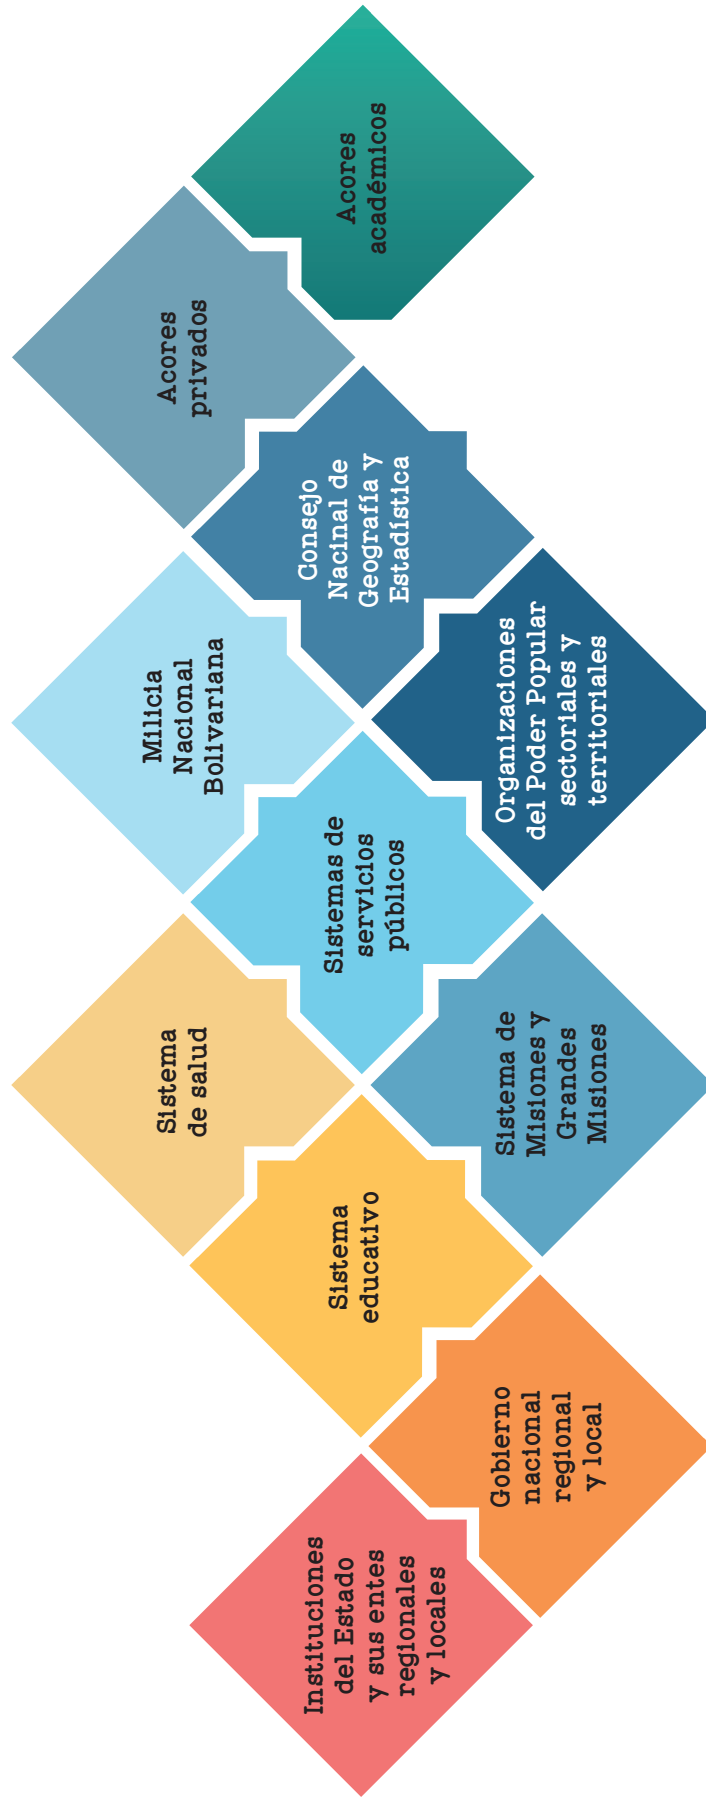 Instituciones
del Estado
y sus entes
regionales
y locales
Gobierno
nacional
regional
y local
Sistema
educativo
Sistema
de salud
Sistema de
Misiones y
Grandes
Misiones
Sistemas de
servicios
públicos
Milicia
Nacional
Bolivariana
Organizaciones
del Poder Popular
sectoriales y
territoriales
Consejo
Nacinal de
Geografía y
Estadística
Acores
privados
Acores
académicos